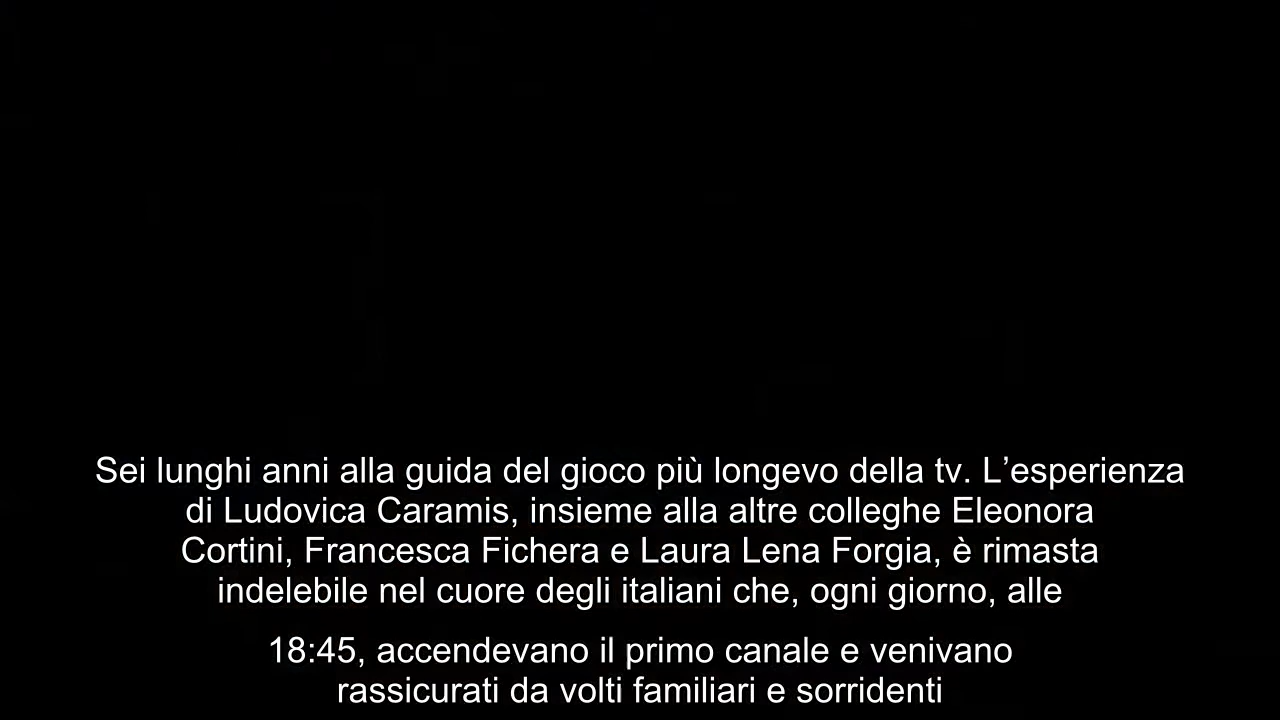 Sei lunghi anni alla guida del gioco più longevo della tv. L’esperienza
di Ludovica Caramis, insieme alla altre colleghe Eleonora
Cortini, Francesca Fichera e Laura Lena Forgia, è rimasta
indelebile nel cuore degli italiani che, ogni giorno, alle
18:45, accendevano il primo canale e venivano
rassicurati da volti familiari e sorridenti